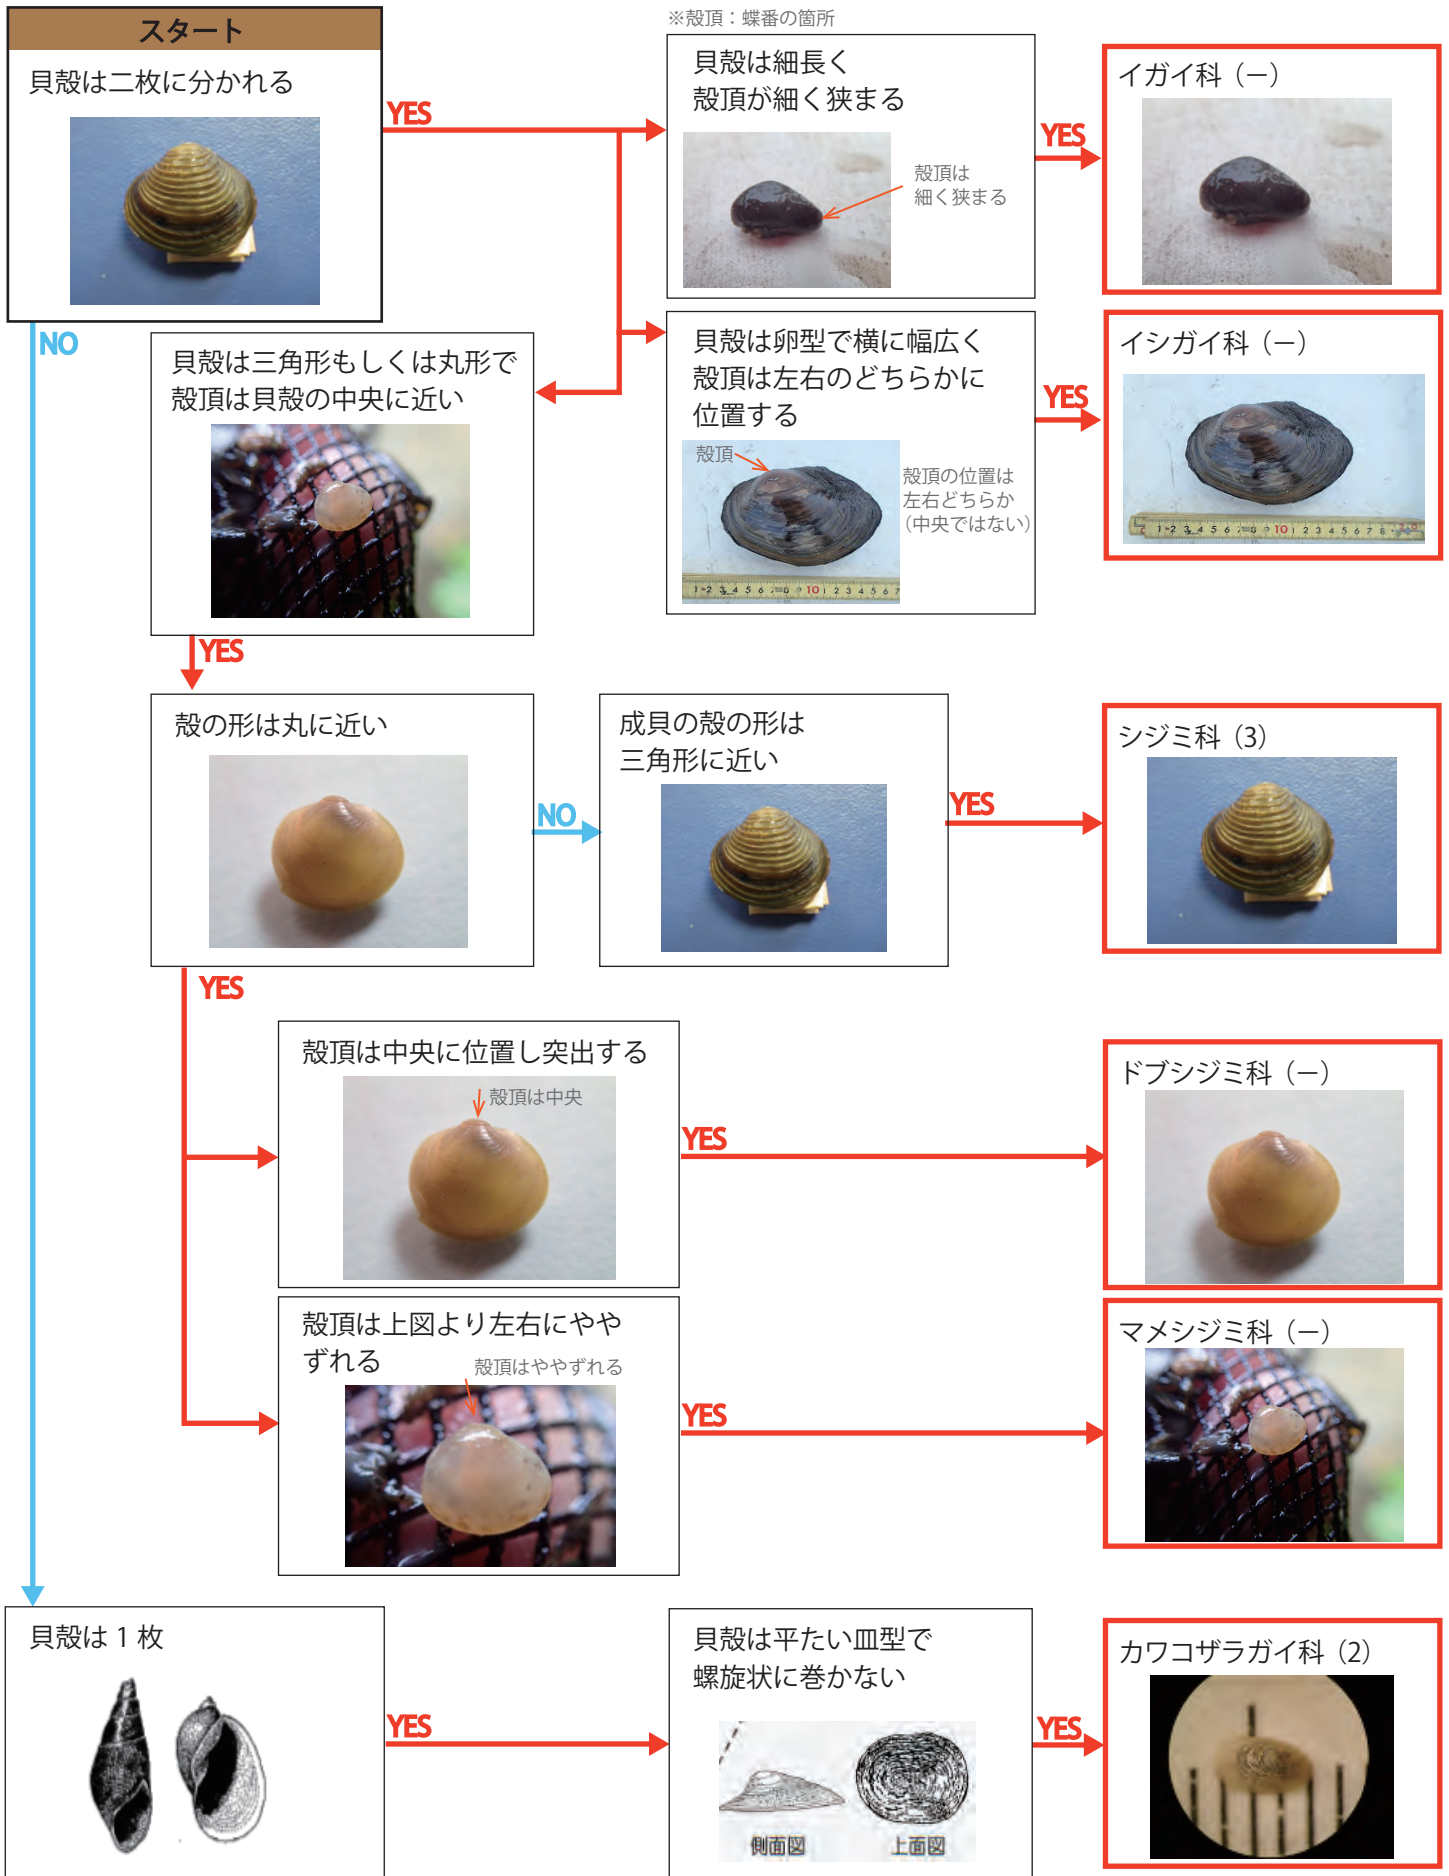 ※殻頂：蝶番の箇所
スタート
貝殻は二枚に分かれる
YES
貝殻は細長く
殻頂が細く狭まる
殻頂は
細く狭まる
YES
イガイ科（－）
NO
貝殻は三角形もしくは丸形で
殻頂は貝殻の中央に近い
貝殻は卵型で横に幅広く
殻頂は左右のどちらかに
位置する
殻頂
殻頂の位置は
左右どちらか
（中央ではない）
YES
イシガイ科（－）
YES
殻の形は丸に近い
NO
成貝の殻の形は
三角形に近い
YES
シジミ科（3）
YES
殻頂は中央に位置し突出する
殻頂は中央
YES
ドブシジミ科（－）
殻頂は上図より左右にやや
ずれる
殻頂はややずれる
YES
マメシジミ科（－）
貝殻は 1 枚
YES
貝殻は平たい皿型で
螺旋状に巻かない
側面図
上面図
YES
カワコザラガイ科（2）